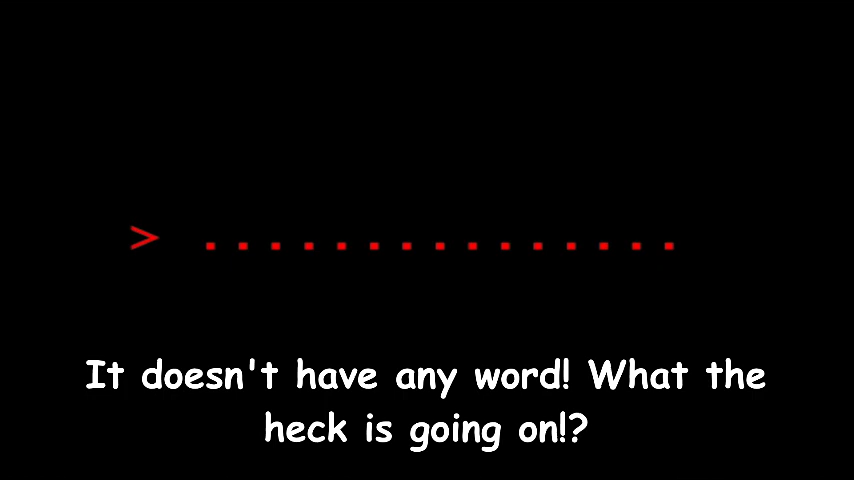 > . . . . . . . . . . . . . . .
It doesn't have any word! What the
heck is going on!?